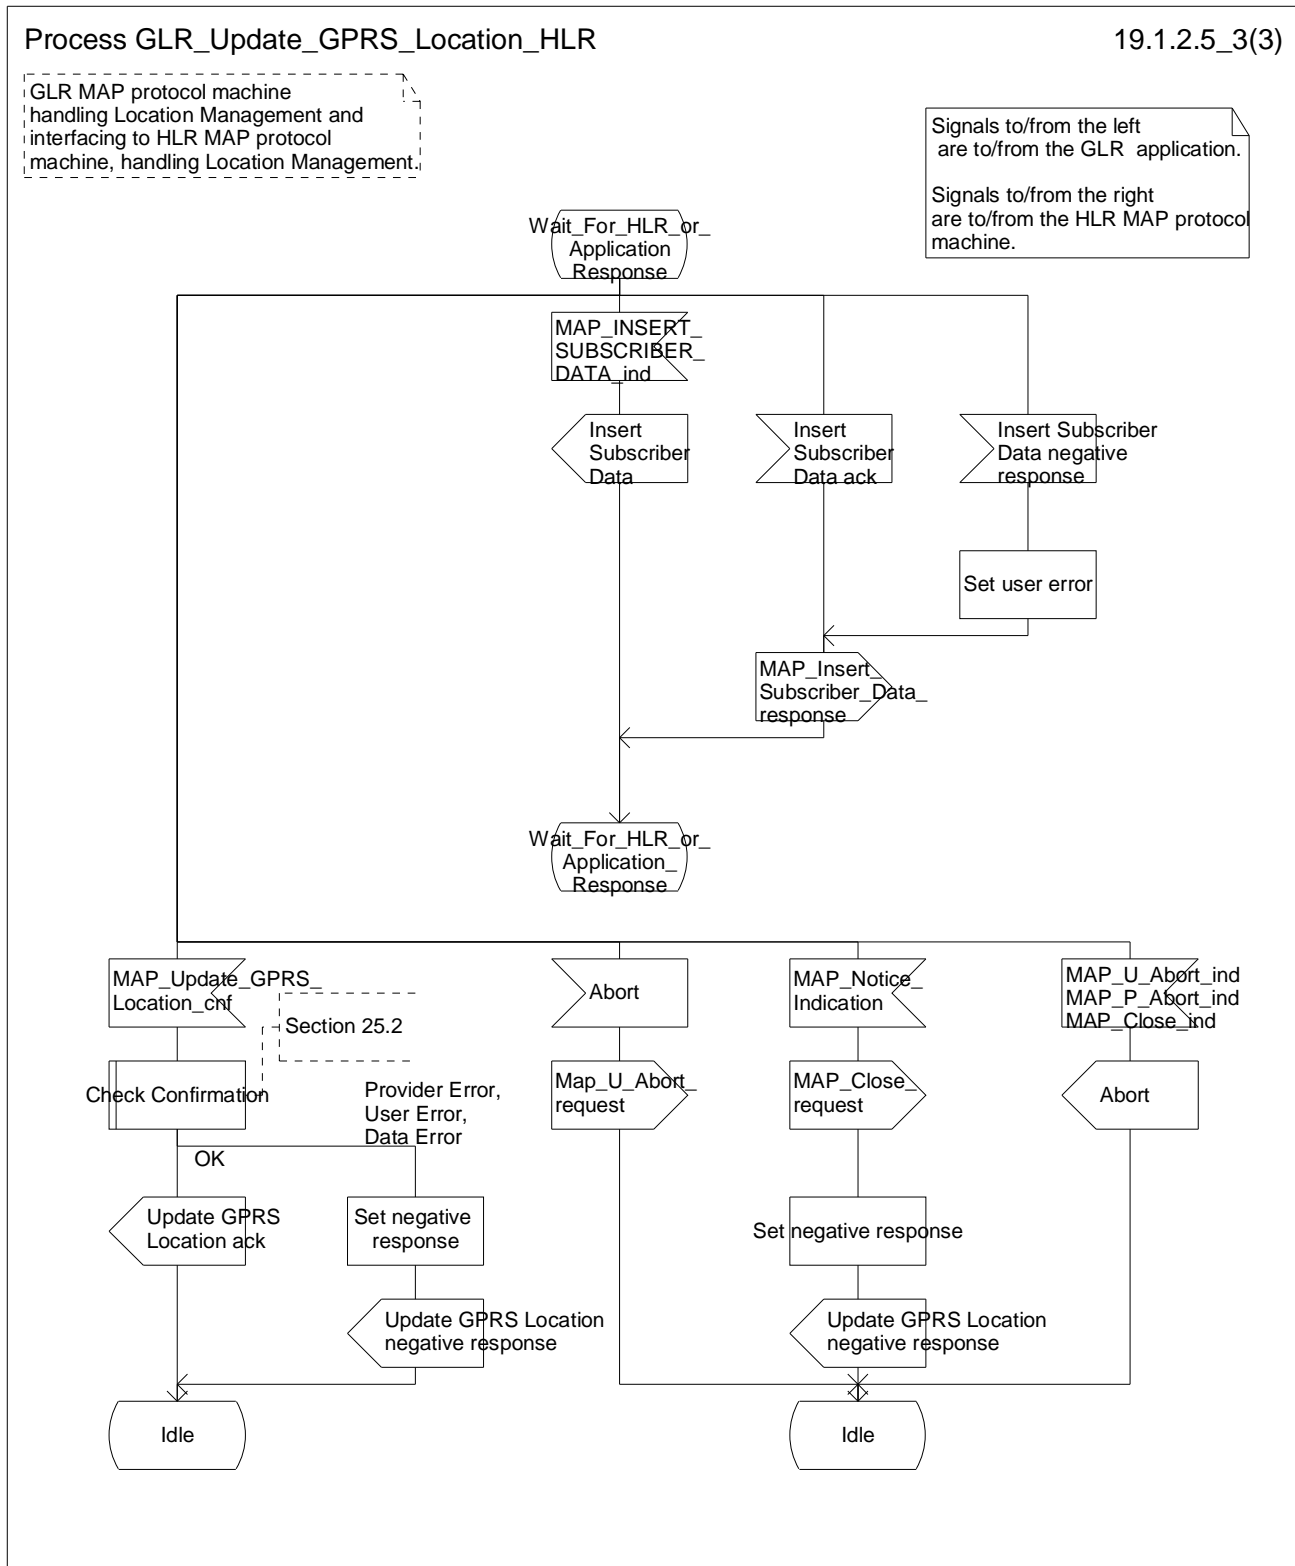 Process GLR_Update_GPRS_Location_HLR
19.1.2.5_3(3)
GLR MAP protocol machine
handling Location Management and
interfacing to HLR MAP protocol
machine, handling Location Management.
Signals to/from the left
are to/from the GLR application.
Signals to/from the right
are to/from the HLR MAP protocol
machine.
Wait_For_HLR_or_
Application
Response
MAP_INSERT_
SUBSCRIBER_
DATA_ind
Insert
Subscriber
Data
Insert
Subscriber
Data ack
Insert Subscriber
Data negative
response
Set user error
MAP_Insert_
Subscriber_Data_
response
Wait_For_HLR_or_
Application_
Response
MAP_Update_GPRS_
Location_cnf
Abort
MAP_Notice_
Indication
MAP_U_Abort_ind
MAP_P_Abort_ind
MAP_Close_ind
Section 25.2
Check Confirmation
Provider Error,
User Error,
Data Error
Map_U_Abort_
request
MAP_Close_
request
Abort
OK
Update GPRS
Location ack
Set negative
response
Set negative response
Update GPRS Location
negative response
Update GPRS Location
negative response
Idle
Idle